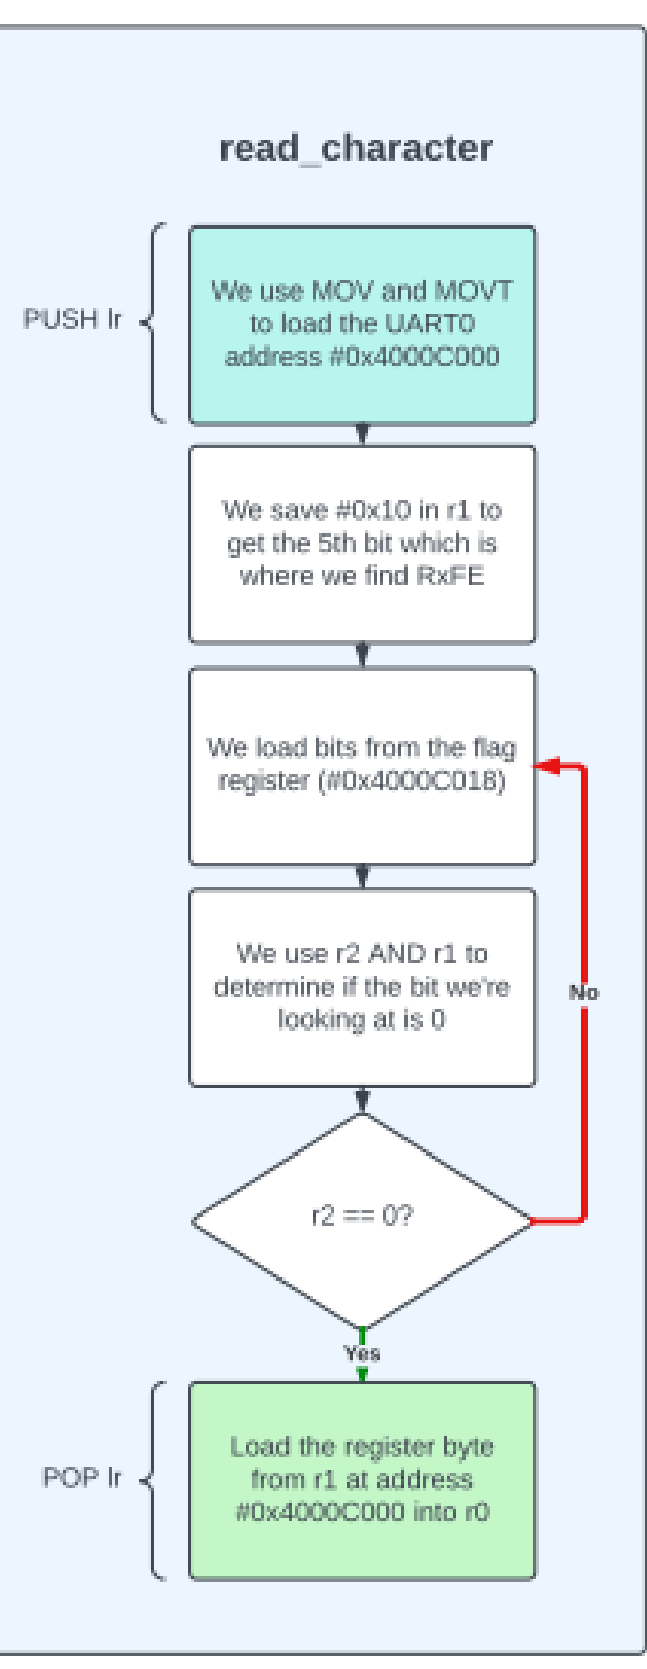 read_character
PUSH lr
We use MOV and MOVT
to load the UART0
address #0x4000C000
We save #0x10 in r1 to
get the 5th bit which is
where we find RxFE
We load bits from the flag
register (#0x4000C018)
We use r2 AND r1 to
determine if the bit we're
looking at is 0
No
r2 == 0?
Yes
POP lr
Load the register byte
from r1 at address
#0x4000C000 into r0